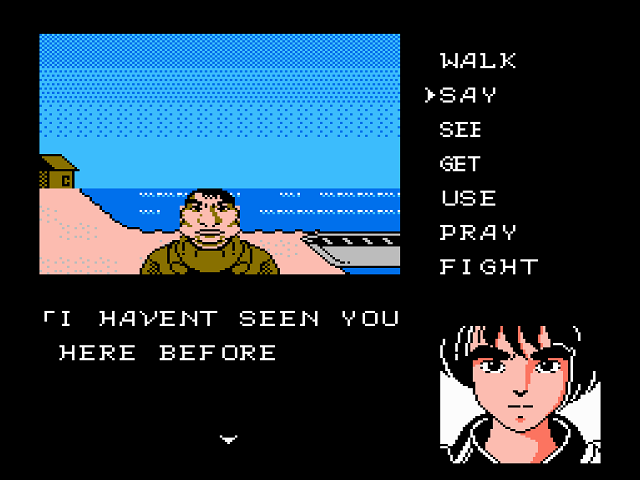 WALK
SAY
SEE
GET
USE
PRAY
FIGHT
「I HAVENT SEEN YOU
HERE BEFORE